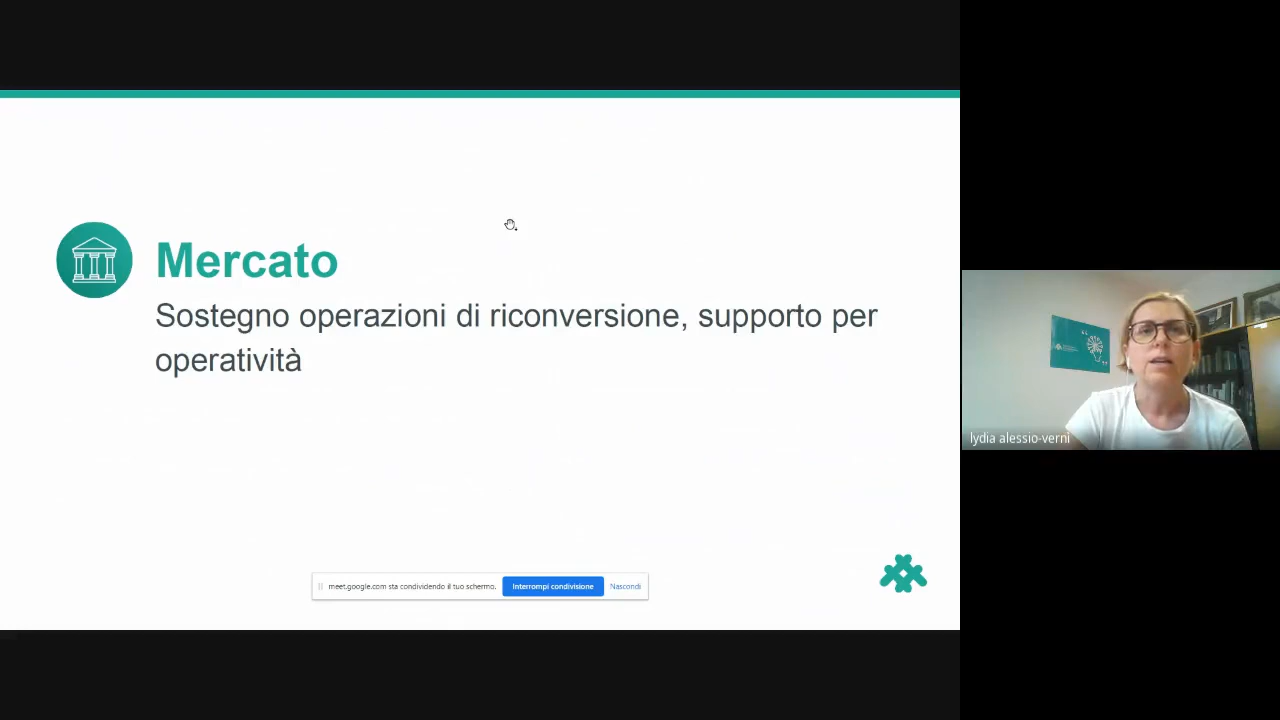 Mercato
Sostegno operazioni di riconversione, supporto per
operatività
meet.google.com sta condividendo il tuo schermo. Interrompi condivisione Nascondi
lydia alessio-vernì